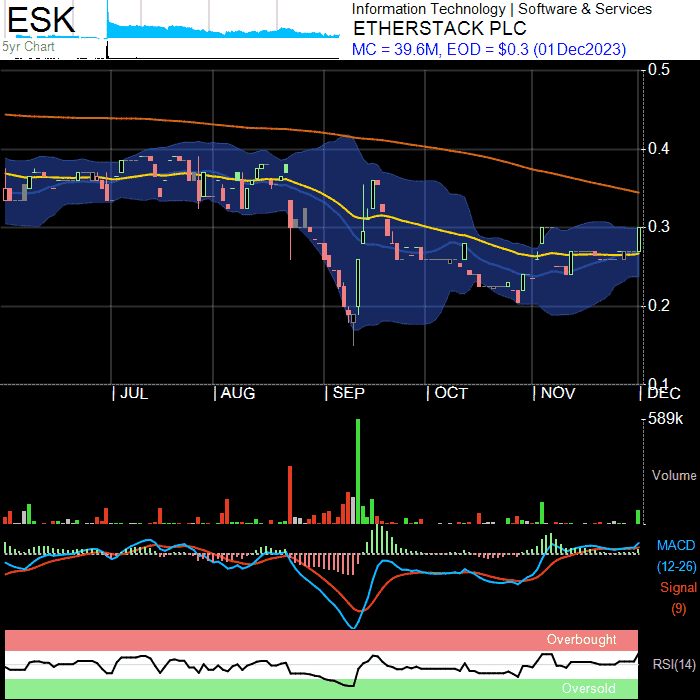 ESK
5yr Chart
Information Technology | Software & Services
ETHERSTACK PLC
MC = 39.6M, EOD = $0.3 (01Dec2023)
0.5
0.4
0.3
0.2
0.1
JUL
AUG
SEP
OCT
NOV
DEC
589k
Volume
MACD
(12-26)
Signal
(9)
Overbought
RSI(14)
Oversold